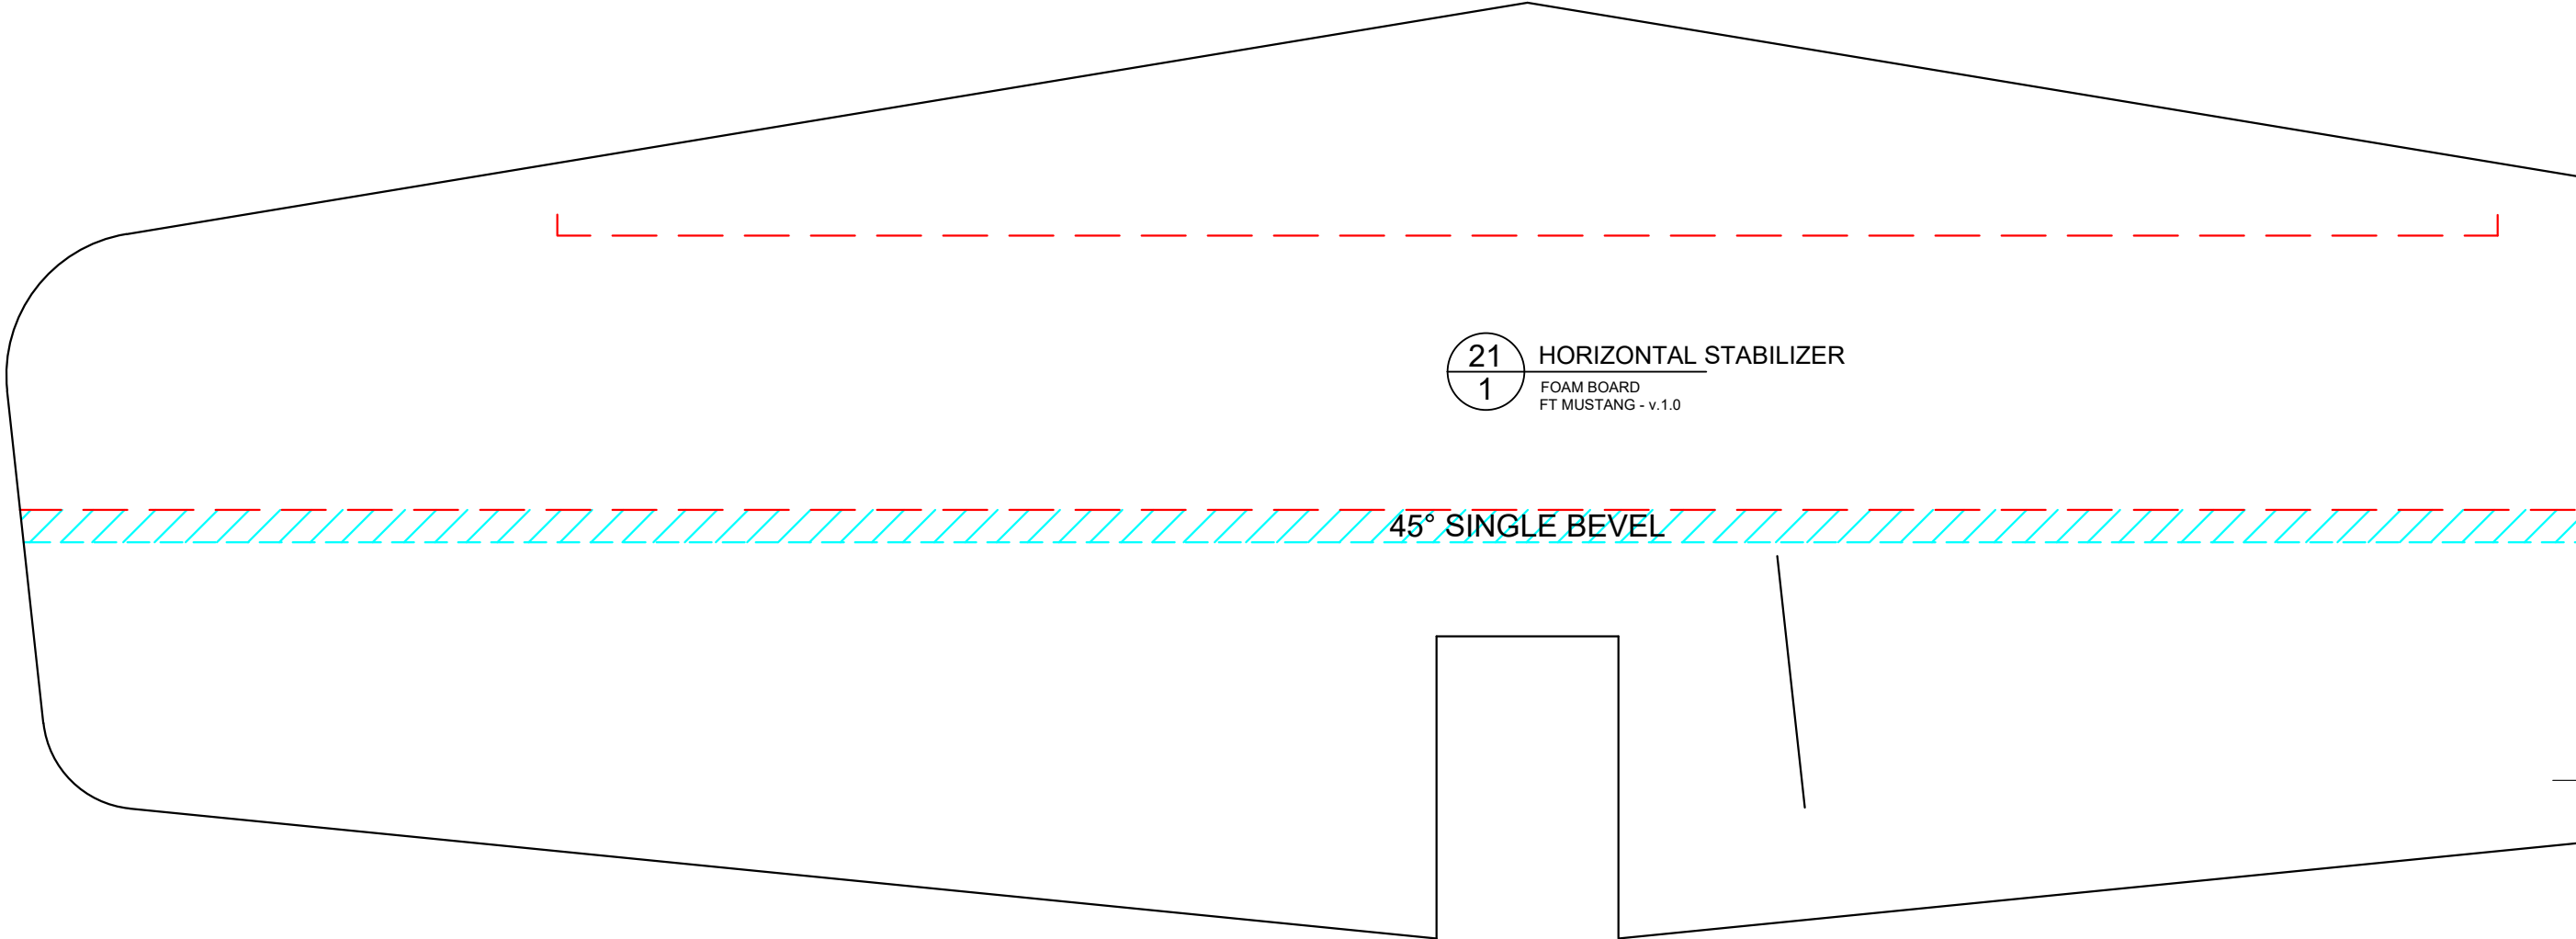 21 HORIZONTAL STABILIZER
1 FOAM BOARD
FT MUSTANG - v.1.0
45° SINGLE BEVEL